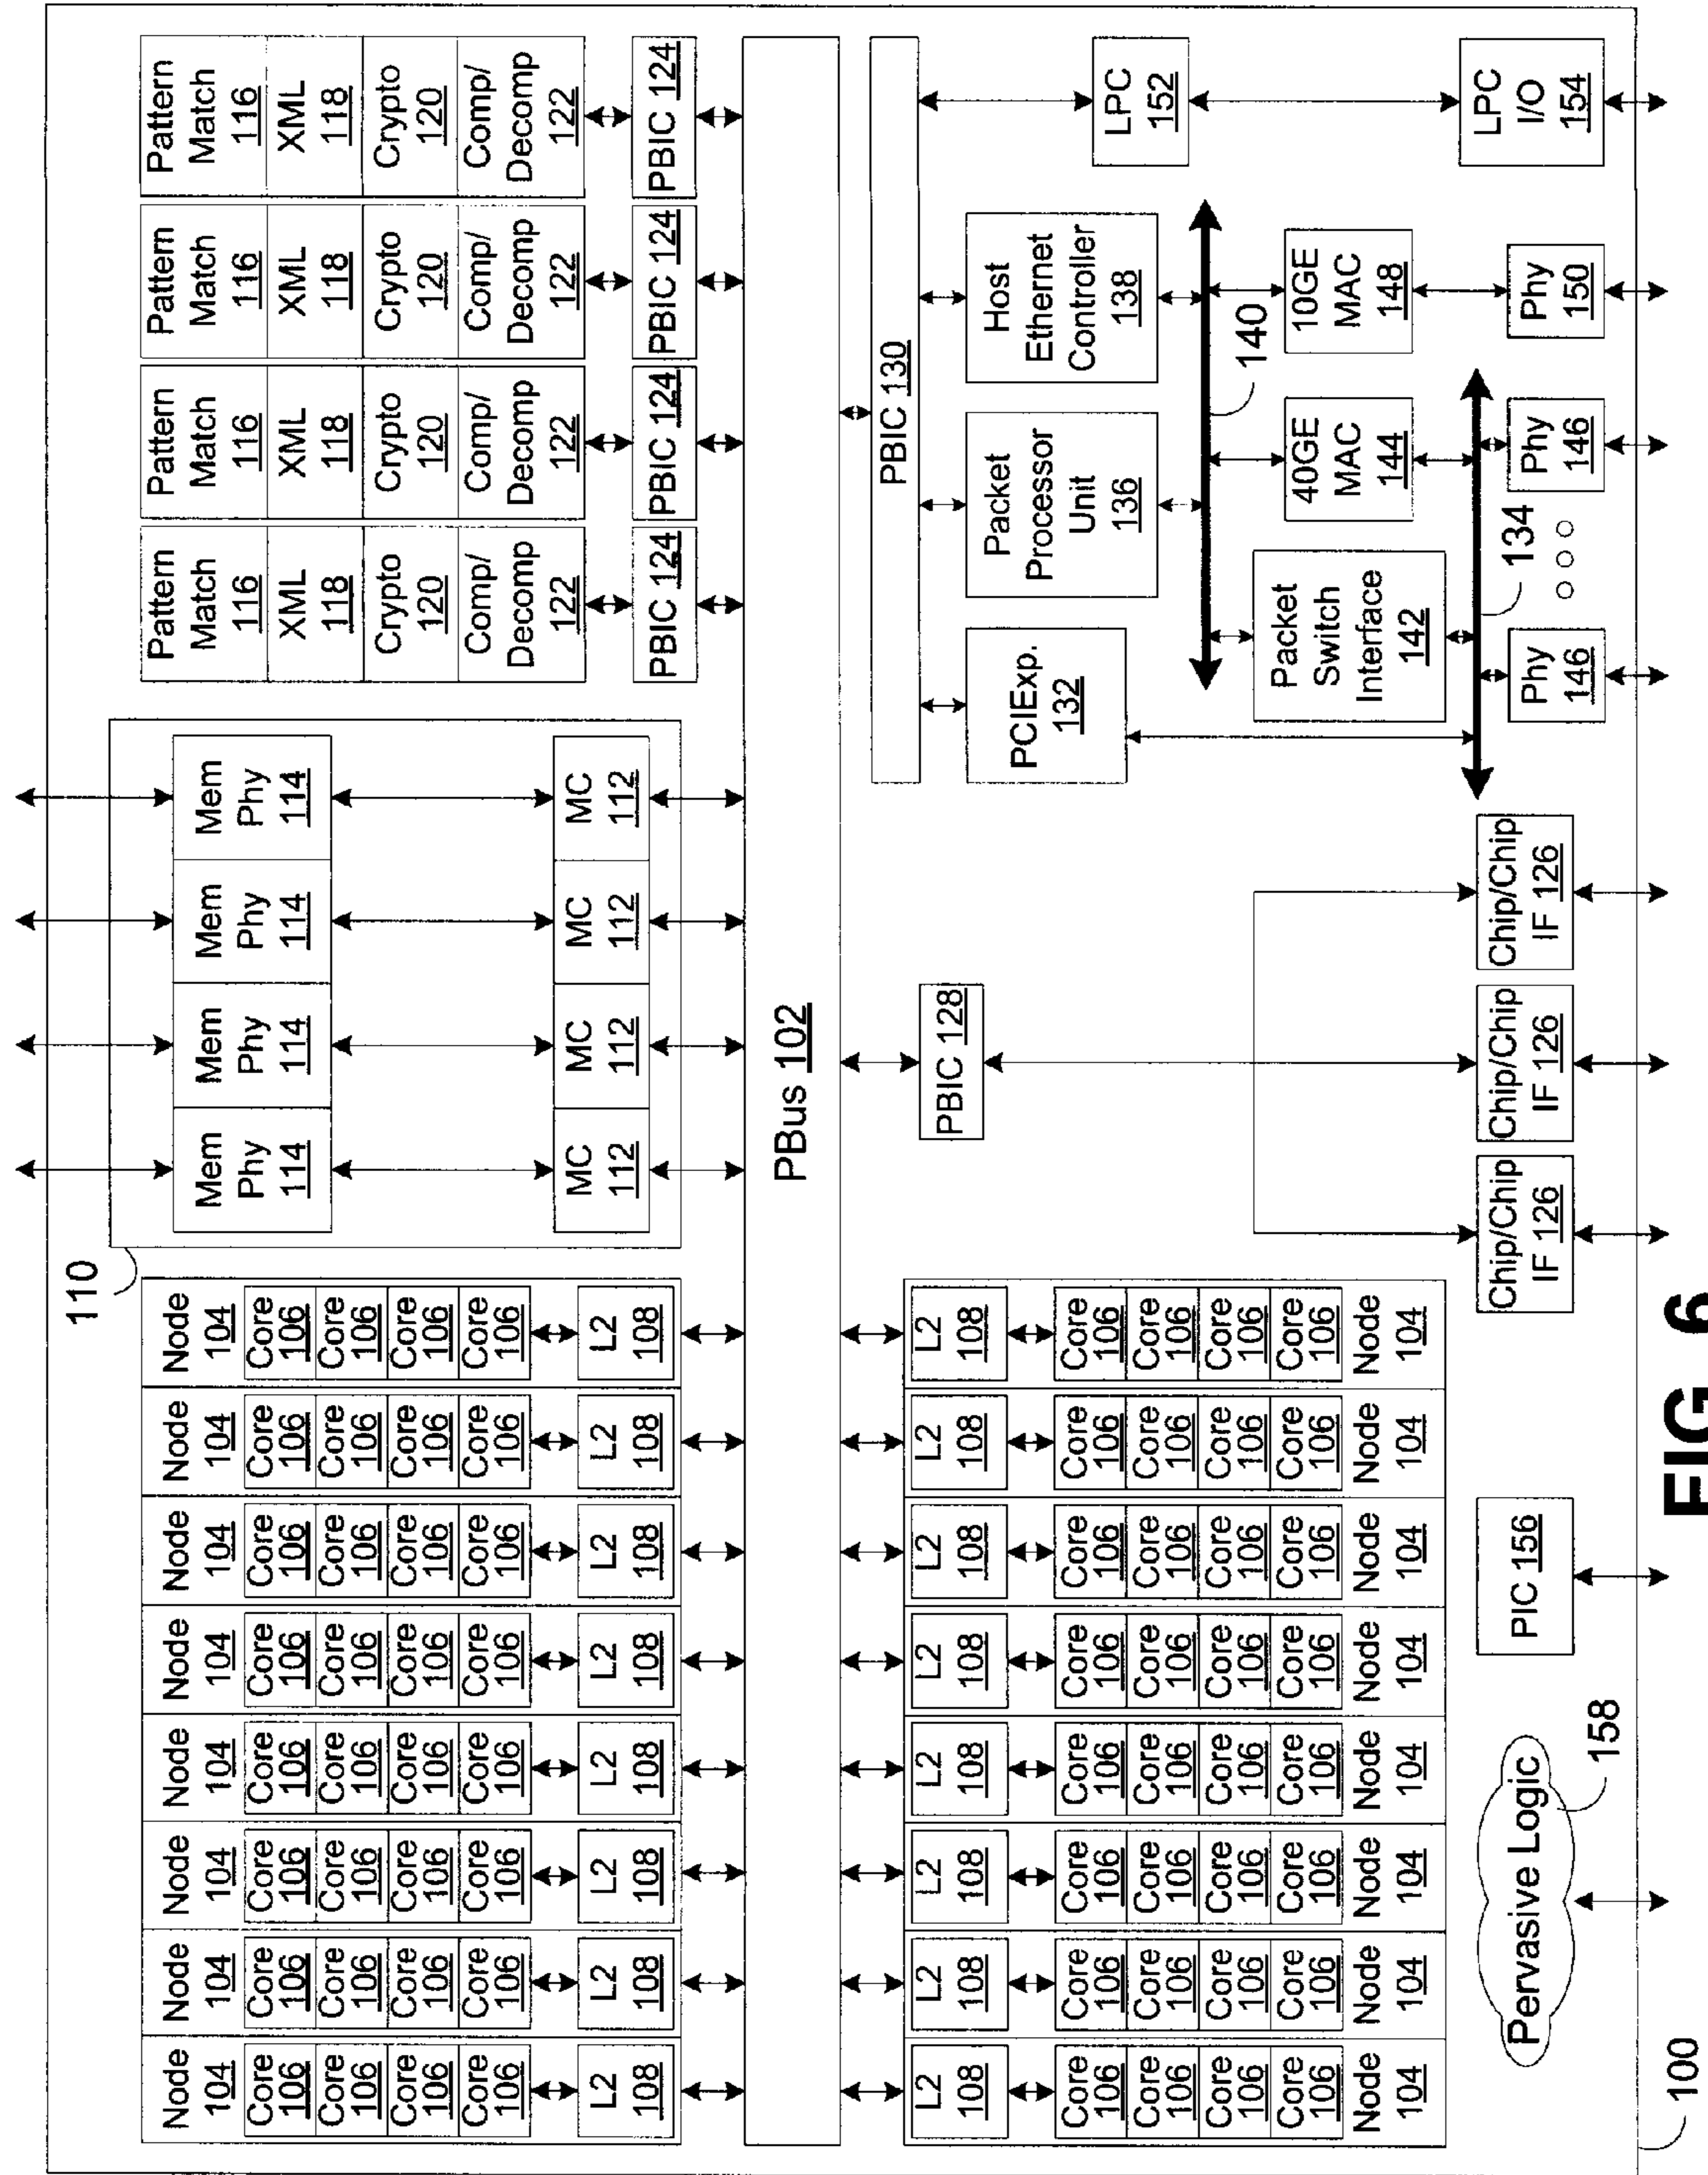 110
Node Node Node Node Node Node Node Node
104 104 104 104 104 104 104 104
Core Core Core Core Core Core Core Core
106 106 106 106 106 106 106 106
Core Core Core Core Core Core Core Core
106 106 106 106 106 106 106 106
Core Core Core Core Core Core Core Core
106 106 106 106 106 106 106 106
Core Core Core Core Core Core Core Core
106 106 106 106 106 106 106 106
L2 L2 L2 L2 L2 L2 L2 L2
108 108 108 108 108 108 108 108
Mem Mem Mem Mem
Phy Phy Phy Phy
114 114 114 114
MC MC MC MC
112 112 112 112
Pattern Pattern Pattern Pattern
Match Match Match Match
116 116 116 116
XML XML XML XML
118 118 118 118
Crypto Crypto Crypto Crypto
120 120 120 120
Comp/ Comp/ Comp/ Comp/
Decomp Decomp Decomp Decomp
122 122 122 122
PBIC 124 PBIC 124 PBIC 124 PBIC 124
PBus 102
L2 L2 L2 L2 L2 L2 L2 L2
108 108 108 108 108 108 108 108
Core Core Core Core Core Core Core Core
106 106 106 106 106 106 106 106
Core Core Core Core Core Core Core Core
106 106 106 106 106 106 106 106
Core Core Core Core Core Core Core Core
106 106 106 106 106 106 106 106
Core Core Core Core Core Core Core Core
106 106 106 106 106 106 106 106
Node Node Node Node Node Node Node Node
104 104 104 104 104 104 104 104
PBIC 128
PBIC 130
PCIExp.
132
Packet
Processor
Unit
136
Host
Ethernet
Controller
138
LPC
152
140
Packet
Switch
Interface
142
40GE
MAC
144
10GE
MAC
148
134
Pervasive Logic
158
PIC 156
Chip/Chip
IF 126
Chip/Chip
IF 126
Chip/Chip
IF 126
Phy
146
Phy
146
Phy
150
LPC
I/O
154
100
FIG. 6